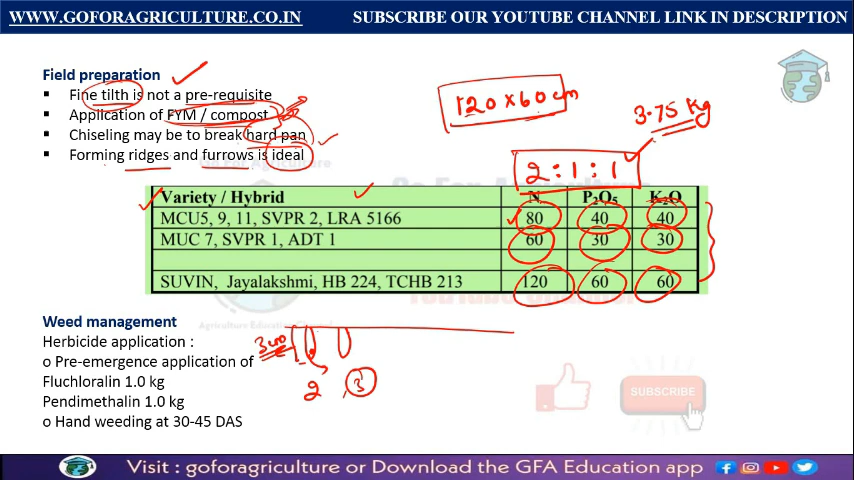 WWW.GOFORAGRICULTURE.CO.IN SUBSCRIBE OUR YOUTUBE CHANNEL LINK IN DESCRIPTION
Field preparation
▪ Fine tilth is not a pre-requisite
▪ Application of FYM / compost
▪ Chiseling may be to break hard pan
▪ Forming ridges and furrows is ideal
120 x 60 cm
3.75 kg
2 : 1 : 1
Variety / Hybrid N P₂O₅ K₂O
MCU5, 9, 11, SVPR 2, LRA 5166 80 40 40
MUC 7, SVPR 1, ADT 1 60 30 30
SUVIN, Jayalakshmi, HB 224, TCHB 213 120 60 60
Weed management
Herbicide application :
o Pre-emergence application of
Fluchloralin 1.0 kg
Pendimethalin 1.0 kg
o Hand weeding at 30-45 DAS
2 3
SUBSCRIBE
Visit : goforagriculture or Download the GFA Education app